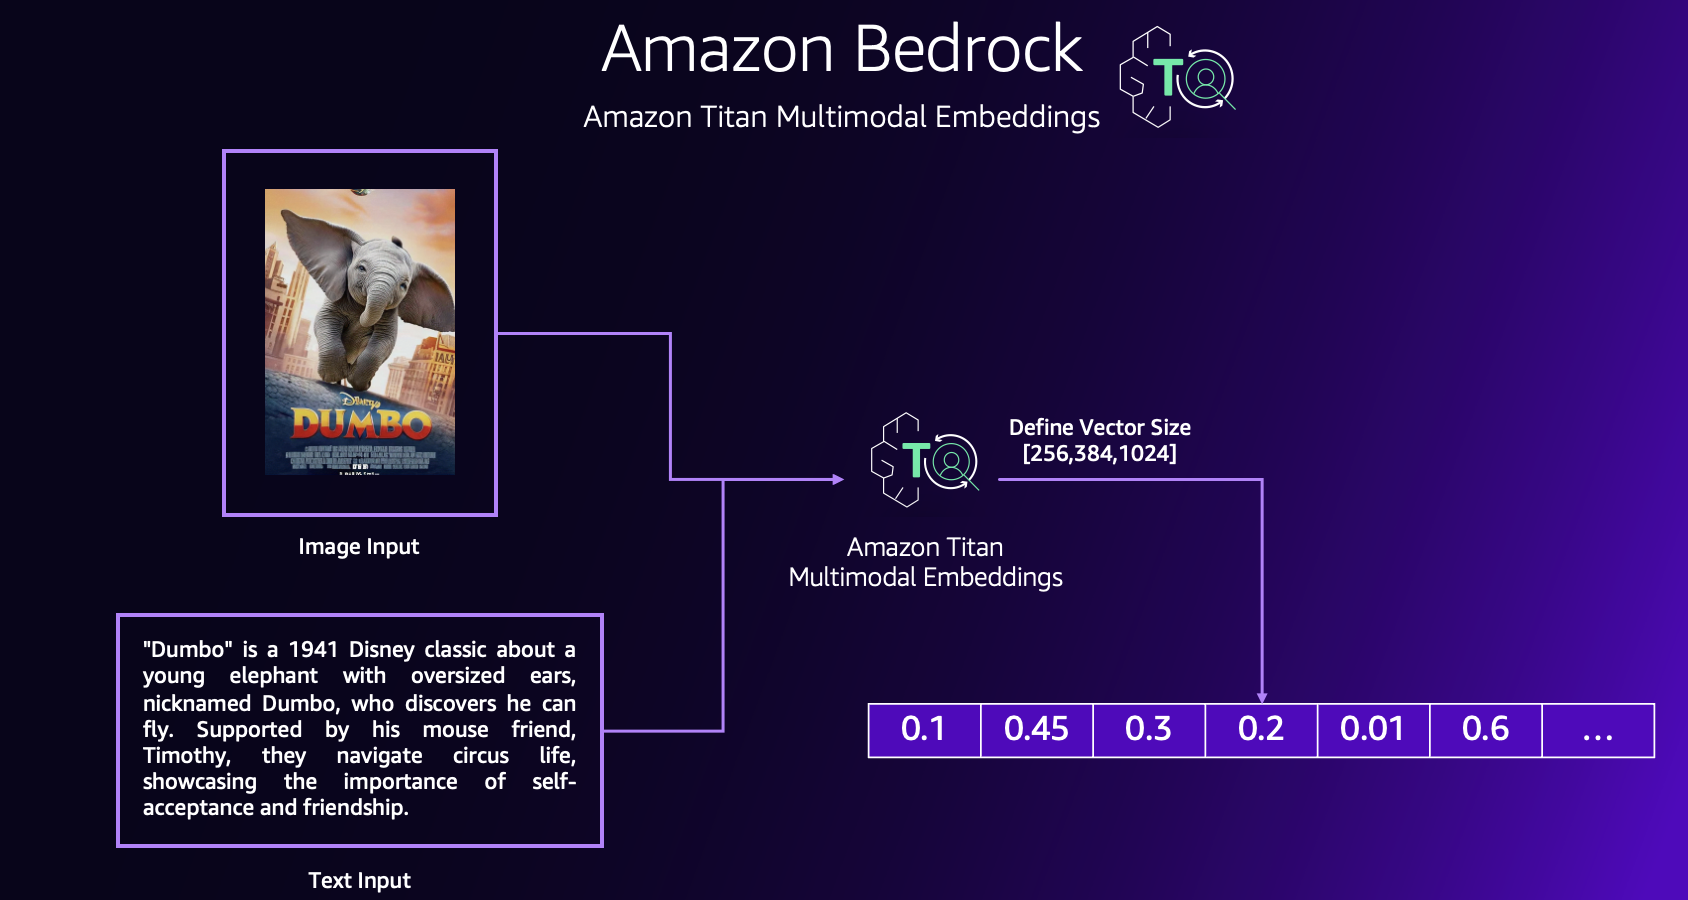 Amazon Bedrock
Amazon Titan Multimodal Embeddings
T
DUMBO
Image Input
"Dumbo" is a 1941 Disney classic about a
young elephant with oversized ears,
nicknamed Dumbo, who discovers he can
fly. Supported by his mouse friend,
Timothy, they navigate circus life,
showcasing the importance of self-
acceptance and friendship.
Text Input
T
Amazon Titan
Multimodal Embeddings
Define Vector Size
[256,384,1024]
0.1 0.45 0.3 0.2 0.01 0.6 ...